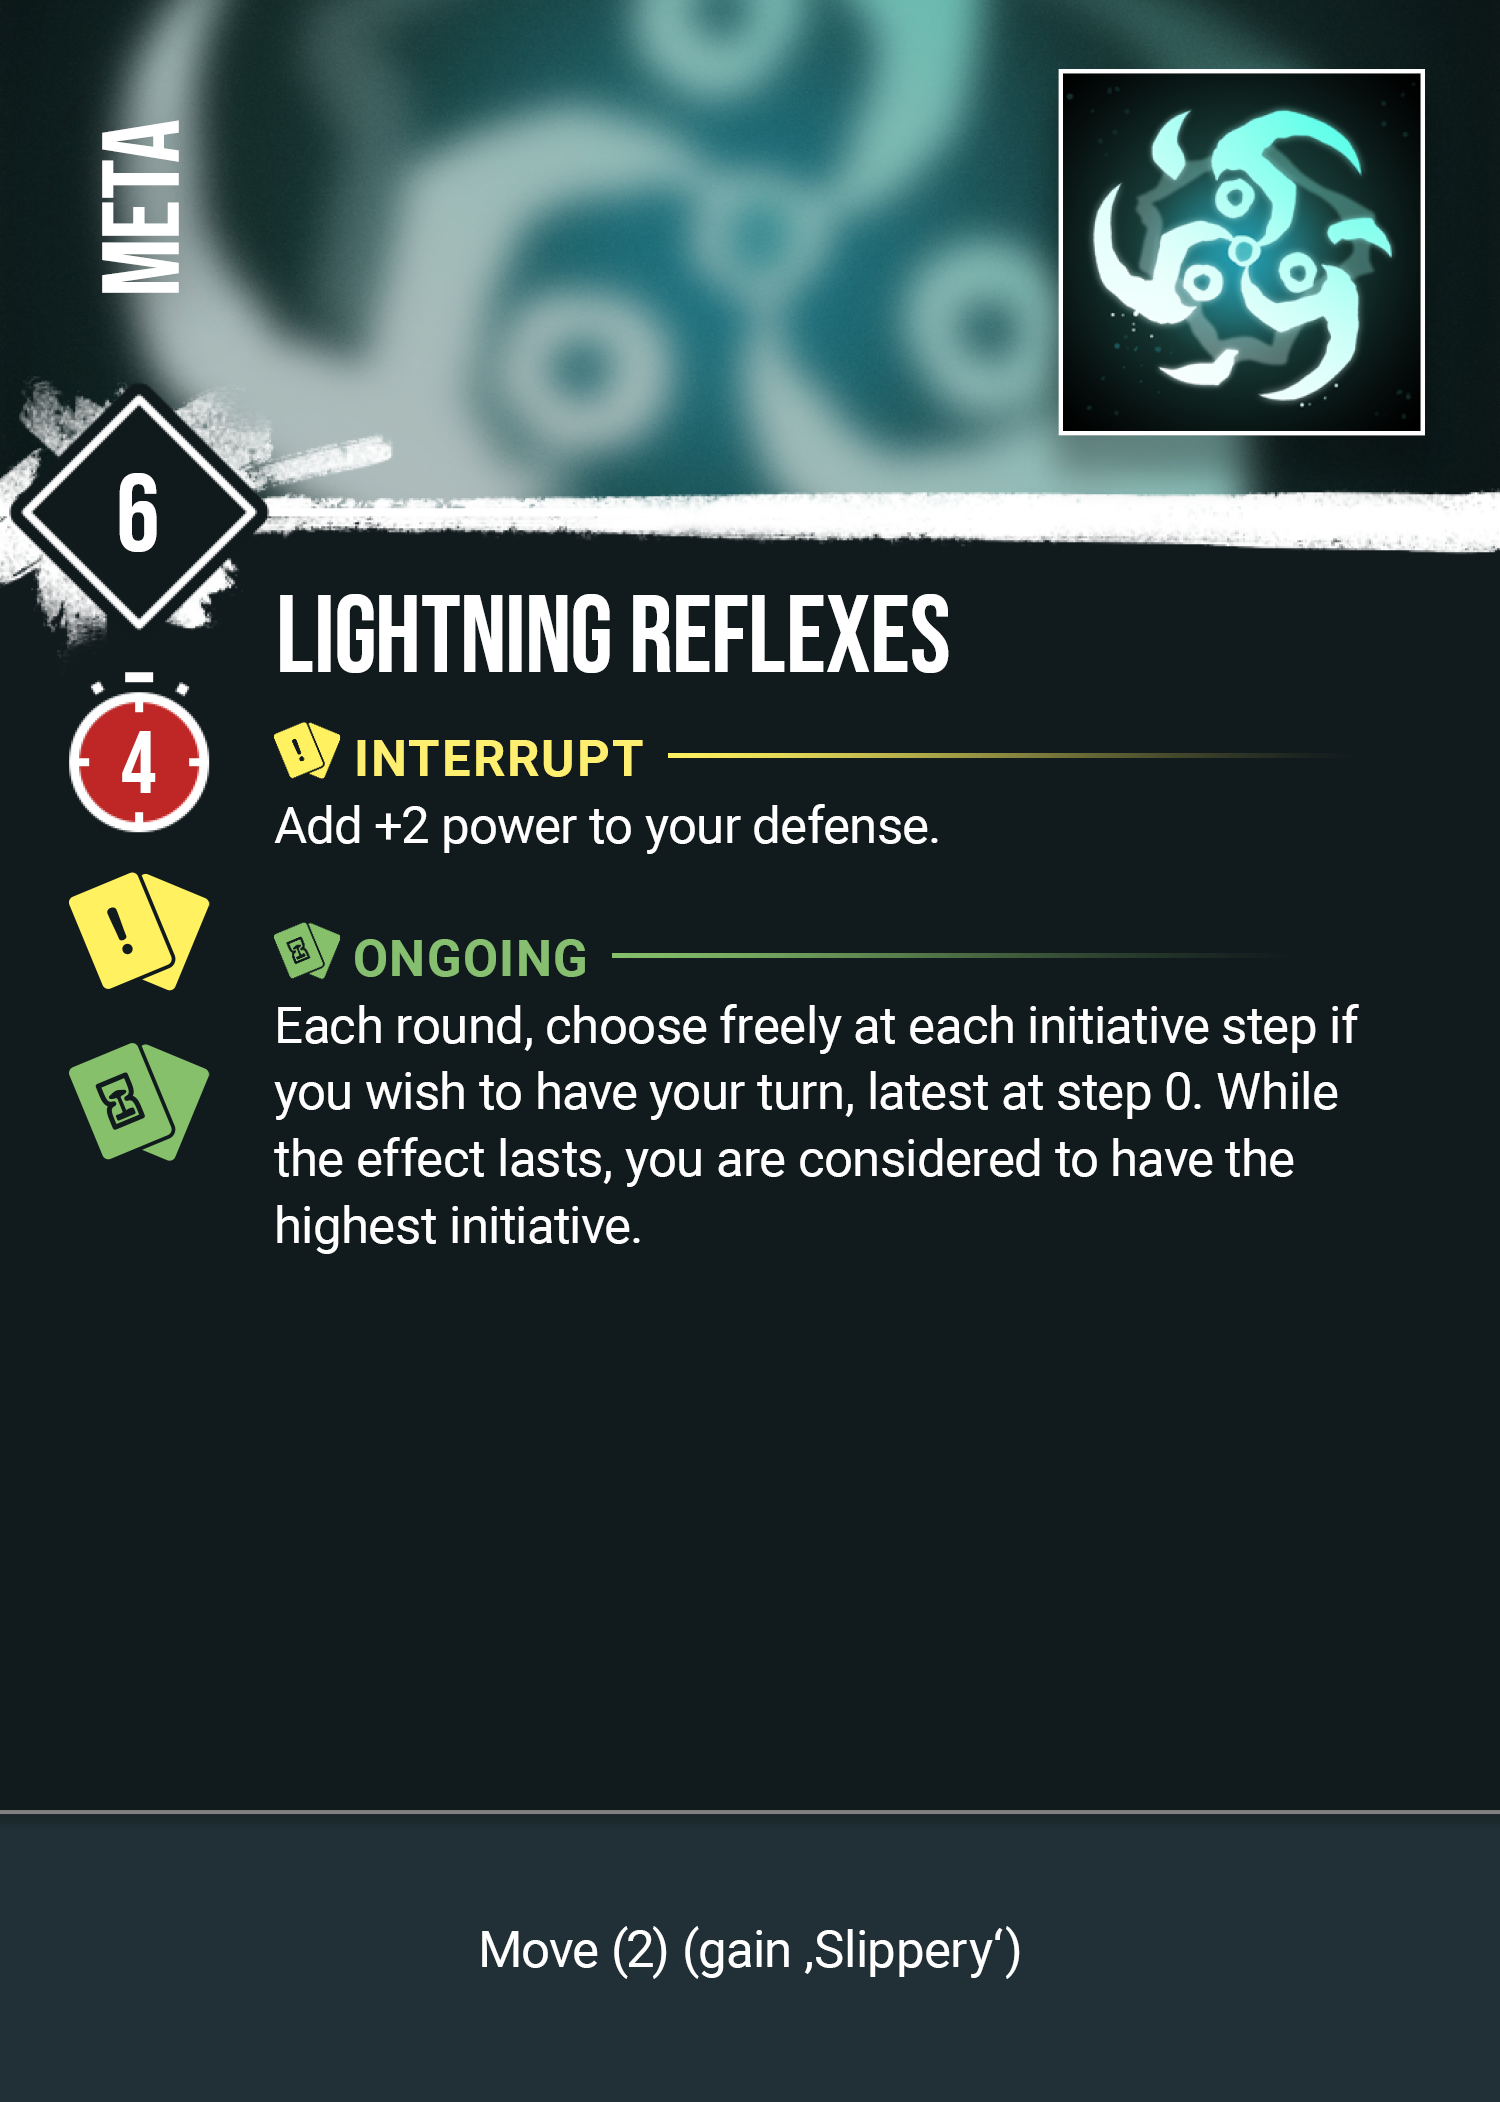 META
6
LIGHTNING REFLEXES
4
! INTERRUPT
Add +2 power to your defense.
!
ONGOING
Each round, choose freely at each initiative step if
you wish to have your turn, latest at step 0. While
the effect lasts, you are considered to have the
highest initiative.
Move (2) (gain ‚Slippery‘)